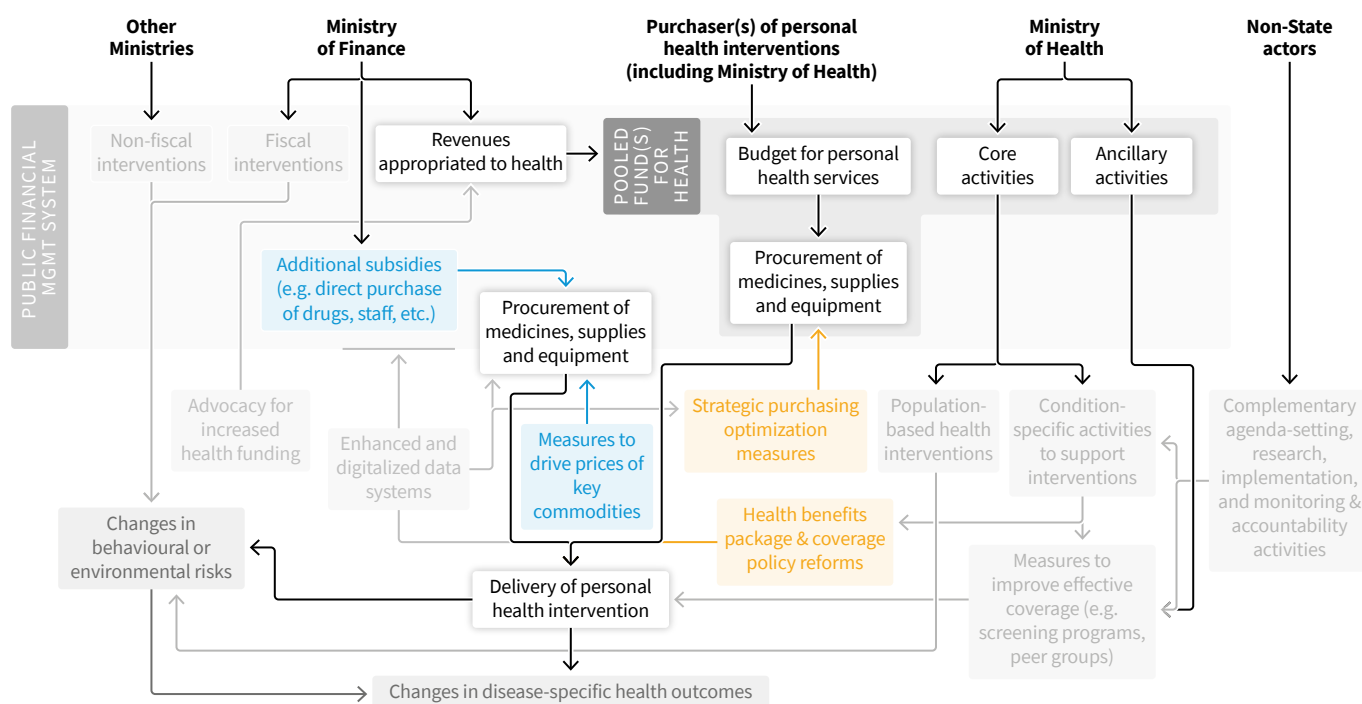 Other
Ministries
Ministry
of Finance
Purchaser(s) of personal
health interventions
(including Ministry of Health)
Ministry
of Health
Non-State
actors
PUBLIC FINANCIAL
MGMT SYSTEM
Non-fiscal
interventions
Fiscal
interventions
Revenues
appropriated to health
POOLED
FUND(S)
FOR
HEALTH
Budget for personal
health services
Core
activities
Ancillary
activities
Additional subsidies
(e.g. direct purchase
of drugs, staff, etc.)
Procurement of
medicines, supplies
and equipment
Procurement of
medicines, supplies
and equipment
Advocacy for
increased
health funding
Enhanced and
digitalized data
systems
Measures to
drive prices of
key
commodities
Strategic purchasing
optimization
measures
Population-
based health
interventions
Condition-
specific activities
to support
interventions
Complementary
agenda-setting,
research,
implementation,
and monitoring &
accountability
activities
Changes in
behavioural or
environmental risks
Health benefits
package & coverage
policy reforms
Measures to
improve effective
coverage (e.g.
screening programs,
peer groups)
Delivery of personal
health intervention
Changes in disease-specific health outcomes